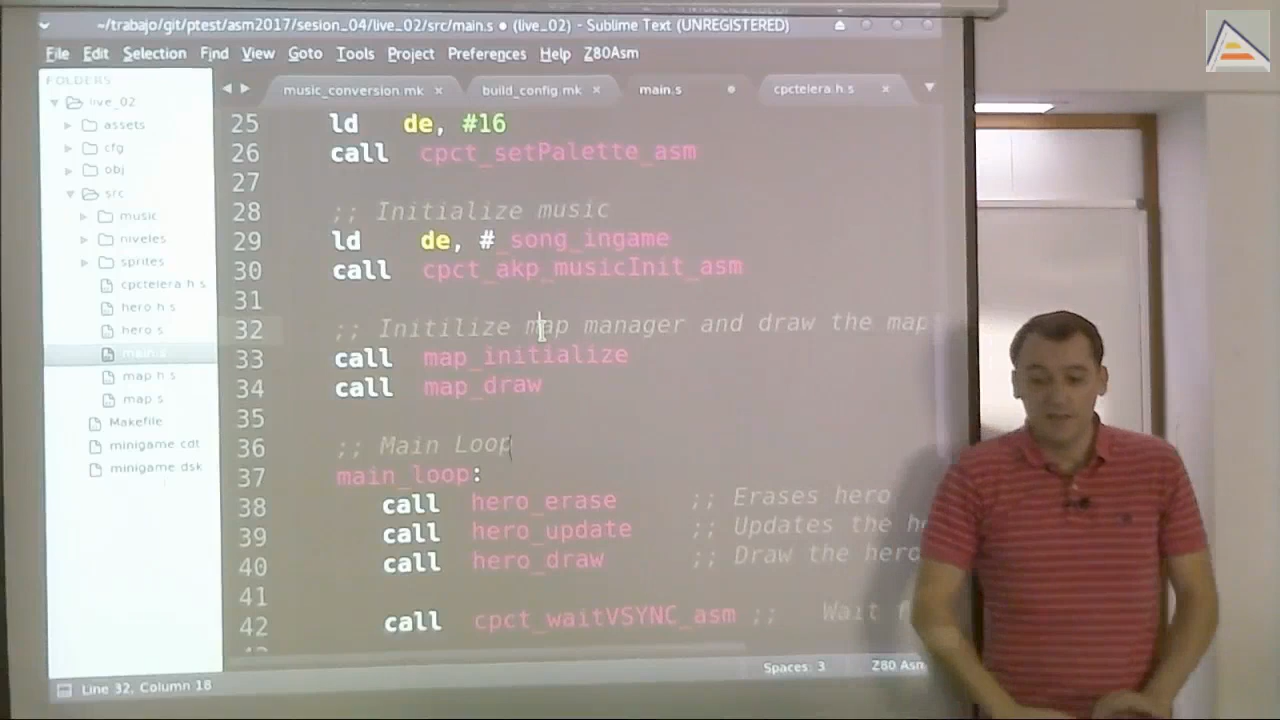 ~/trabajo/git/ptest/asm2017/sesion_04/live_02/src/main.s • (live_02) - Sublime Text (UNREGISTERED)
File Edit Selection Find View Goto Tools Project Preferences Help Z80Asm
FOLDERS
live_02
assets
cfg
obj
src
music
niveles
sprites
cpctelera.h.s
hero.h.s
hero.s
main.s
map.h.s
map.s
Makefile
minigame.cdt
minigame.dsk
music_conversion.mk × build_config.mk × main.s • cpctelera.h.s ×
25 ld de, #16
26 call cpct_setPalette_asm
27
28 ;; Initialize music
29 ld de, #_song_ingame
30 call cpct_akp_musicInit_asm
31
32 ;; Initilize map manager and draw the map
33 call map_initialize
34 call map_draw
35
36 ;; Main Loop
37 main_loop:
38 call hero_erase ;; Erases hero
39 call hero_update ;; Updates the he
40 call hero_draw ;; Draw the hero
41
42 call cpct_waitVSYNC_asm ;; Wait
Line 32, Column 18 Spaces: 3 Z80 Asm